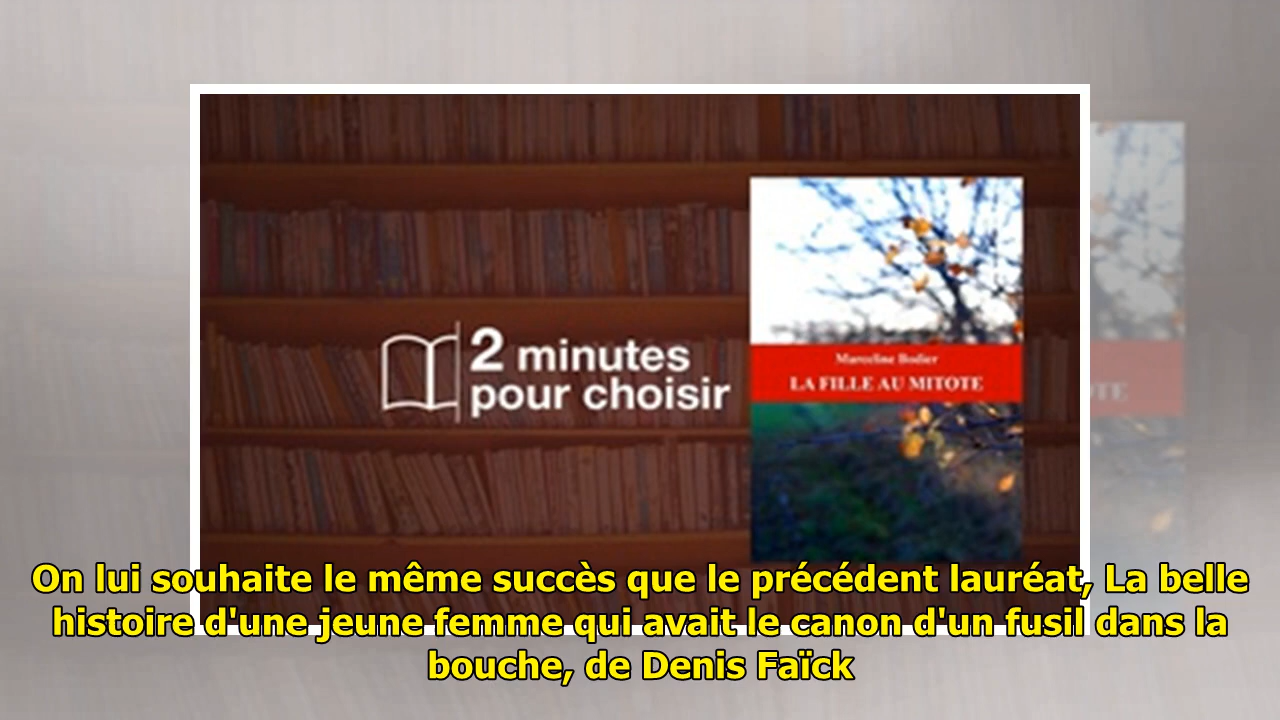 2 minutes
pour choisir
Marceline Bodier
LA FILLE AU MITOTE
OTE
On lui souhaite le même succès que le précédent lauréat, La belle
histoire d'une jeune femme qui avait le canon d'un fusil dans la
bouche, de Denis Faïck